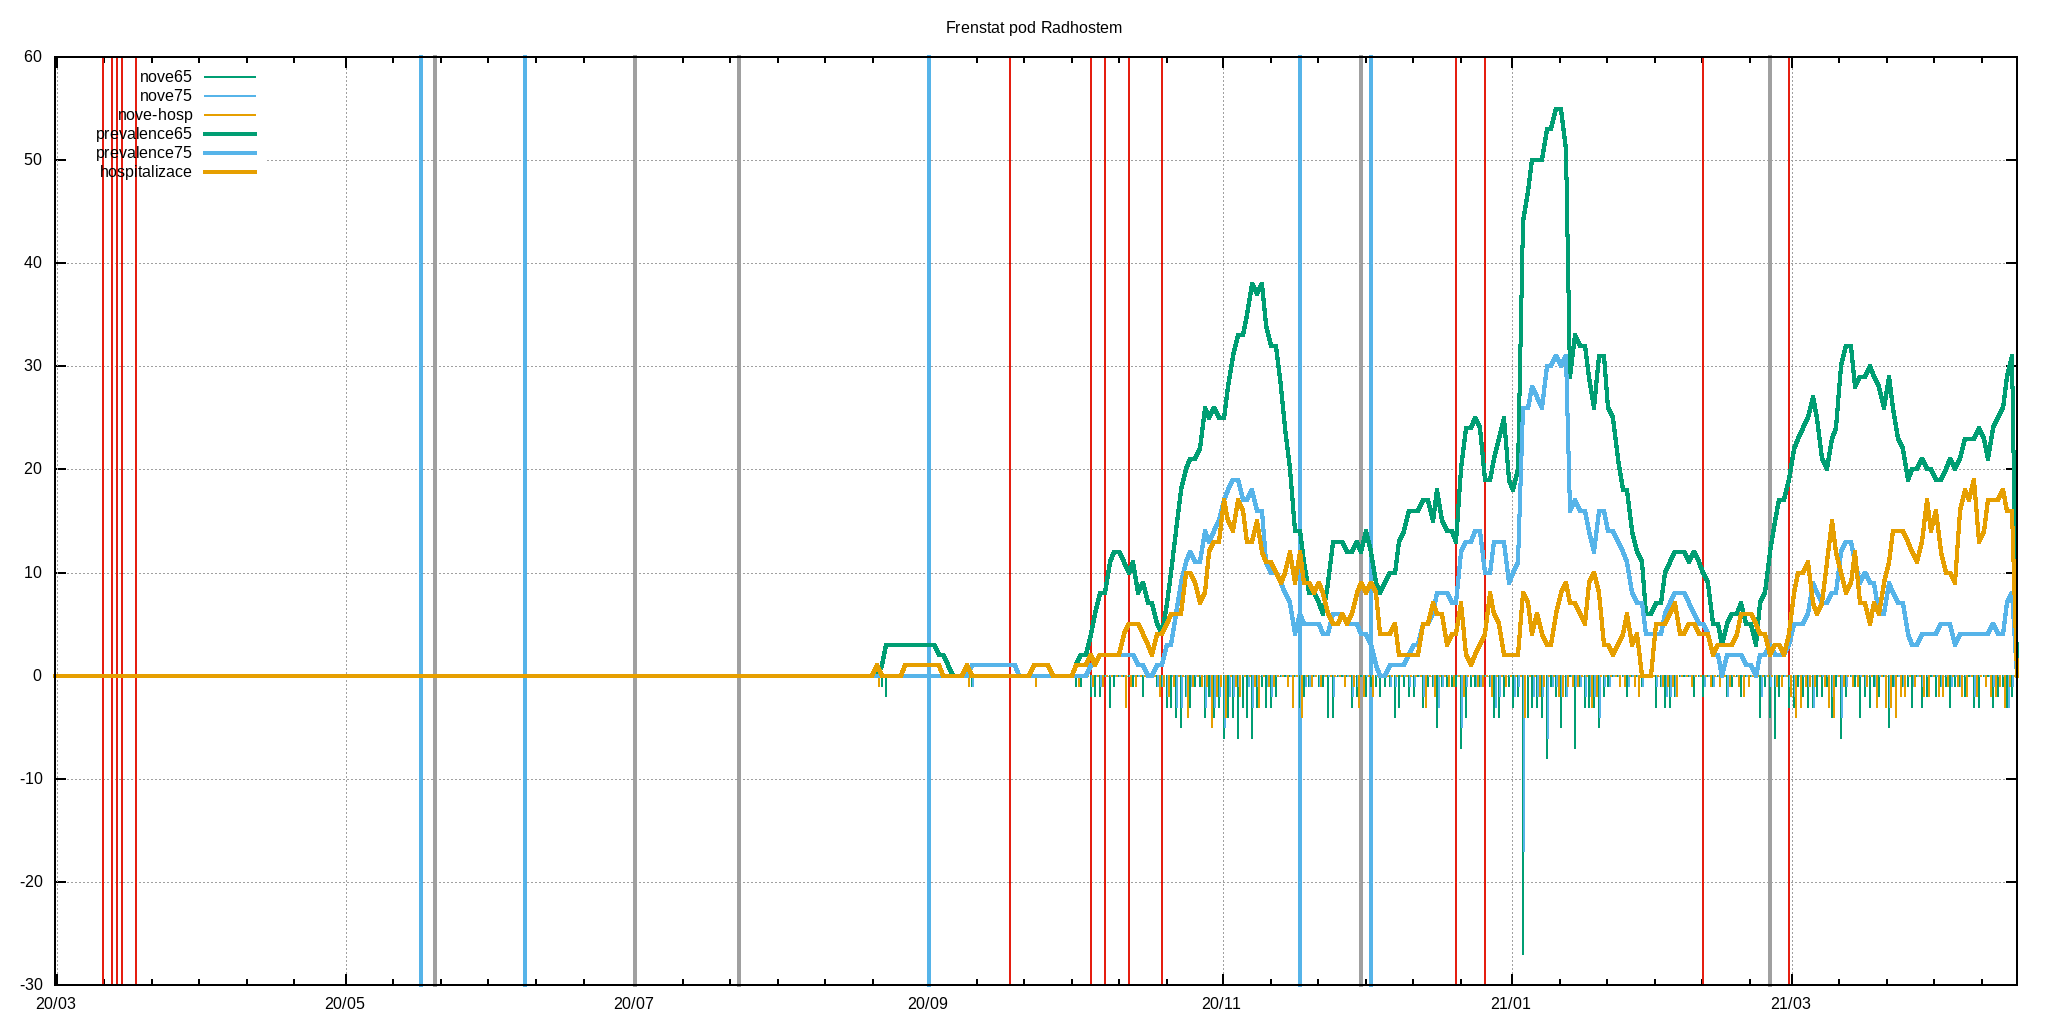 Frenstat pod Radhostem
60
50
40
30
20
10
0
-10
-20
-30
nove65
nove75
nove-hosp
prevalence65
prevalence75
hospitalizace
20/03 20/05 20/07 20/09 20/11 21/01 21/03